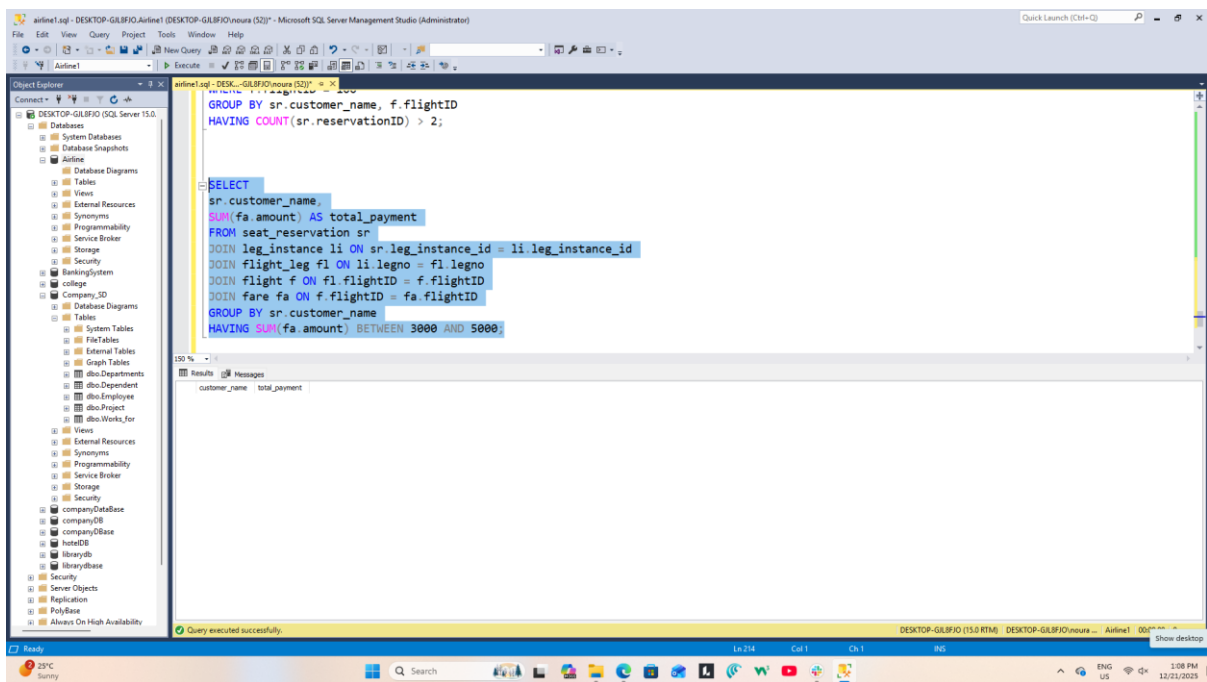 airline1.sql - DESKTOP-GJL8FJO.Airline1 (DESKTOP-GJL8FJO\noura (52))* - Microsoft SQL Server Management Studio (Administrator)
Quick Launch (Ctrl+Q)
File Edit View Query Project Tools Window Help
New Query
Airline1
Execute
Object Explorer
airline1.sql - DESK...-GJL8FJO\noura (52))*
Connect
DESKTOP-GJL8FJO (SQL Server 15.0.
Databases
System Databases
Database Snapshots
Airline
Database Diagrams
Tables
Views
External Resources
Synonyms
Programmability
Service Broker
Storage
Security
BankingSystem
college
Company_SD
Database Diagrams
Tables
System Tables
FileTables
External Tables
Graph Tables
dbo.Departments
dbo.Dependent
dbo.Employee
dbo.Project
dbo.Works_for
Views
External Resources
Synonyms
Programmability
Service Broker
Storage
Security
companyDataBase
companyDB
companyDBase
hotelDB
librarydb
librarydbase
Security
Server Objects
Replication
PolyBase
Always On High Availability
GROUP BY sr.customer_name, f.flightID
HAVING COUNT(sr.reservationID) > 2;
SELECT
sr.customer_name,
SUM(fa.amount) AS total_payment
FROM seat_reservation sr
JOIN leg_instance li ON sr.leg_instance_id = li.leg_instance_id
JOIN flight_leg fl ON li.legno = fl.legno
JOIN flight f ON fl.flightID = f.flightID
JOIN fare fa ON f.flightID = fa.flightID
GROUP BY sr.customer_name
HAVING SUM(fa.amount) BETWEEN 3000 AND 5000;
150 %
Results Messages
customer_name total_payment
Query executed successfully.
DESKTOP-GJL8FJO (15.0 RTM) DESKTOP-GJL8FJO\noura ... Airline1
Show desktop
Ready
Ln 214 Col 1 Ch 1 INS
2
25°C
Sunny
Search
ENG
US
1:08 PM
12/21/2025